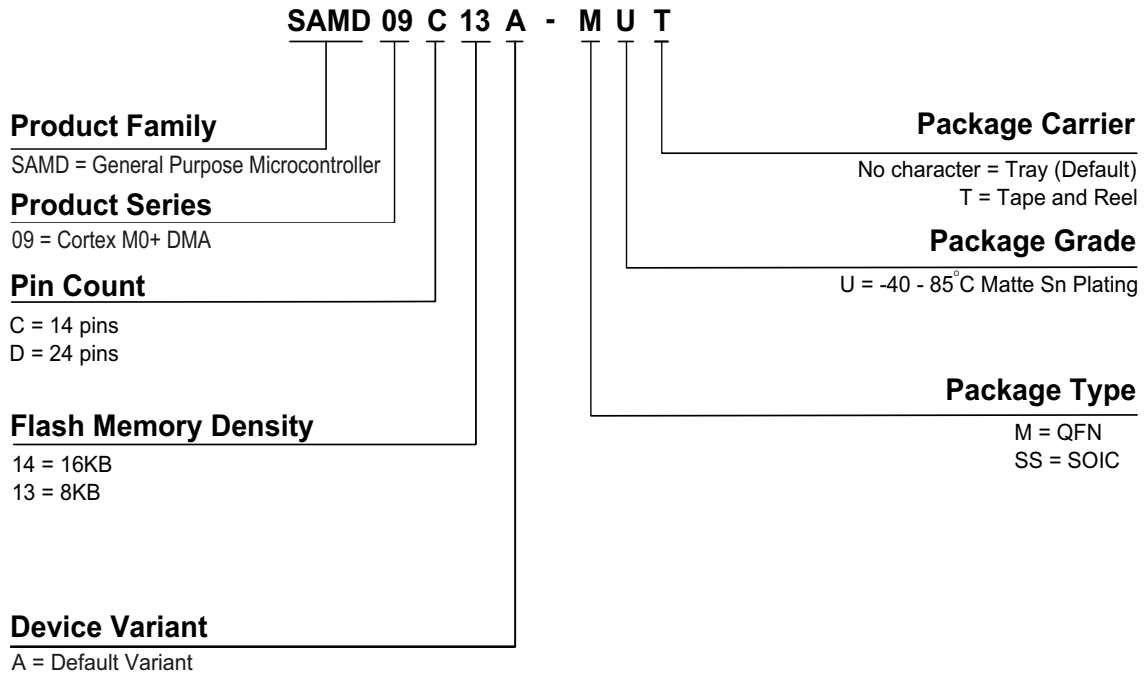 SAMD 09 C 13 A - M U T
Product Family
SAMD = General Purpose Microcontroller
Product Series
09 = Cortex M0+ DMA
Pin Count
C = 14 pins
D = 24 pins
Flash Memory Density
14 = 16KB
13 = 8KB
Device Variant
A = Default Variant
Package Carrier
No character = Tray (Default)
T = Tape and Reel
Package Grade
U = -40 - 85°C Matte Sn Plating
Package Type
M = QFN
SS = SOIC